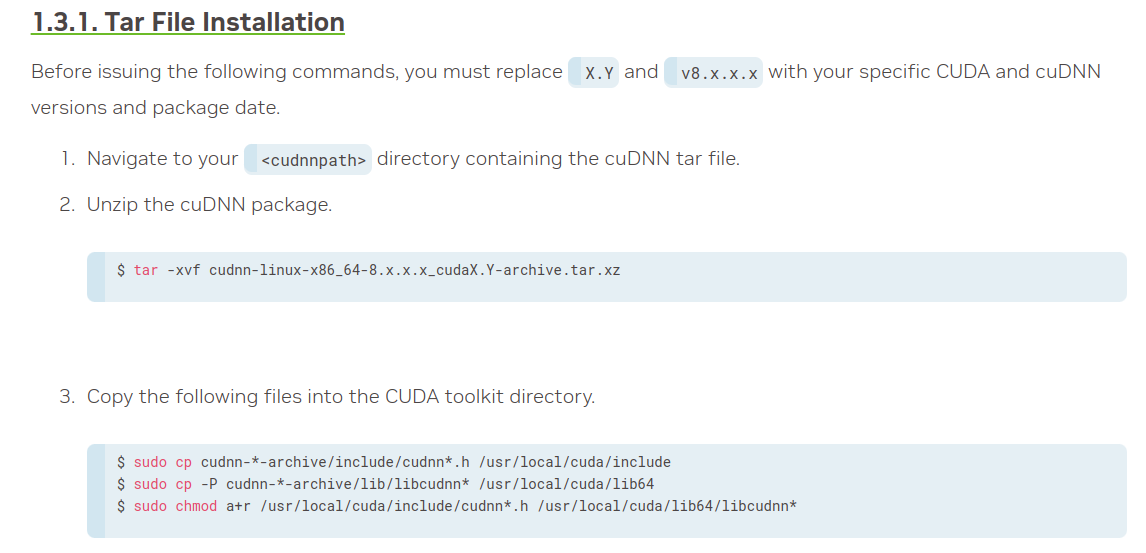 1.3.1. Tar File Installation
Before issuing the following commands, you must replace X.Y and v8.x.x.x with your specific CUDA and cuDNN
versions and package date.
1. Navigate to your <cudnnpath> directory containing the cuDNN tar file.
2. Unzip the cuDNN package.
$ tar -xvf cudnn-linux-x86_64-8.x.x.x_cudaX.Y-archive.tar.xz
3. Copy the following files into the CUDA toolkit directory.
$ sudo cp cudnn-*-archive/include/cudnn*.h /usr/local/cuda/include
$ sudo cp -P cudnn-*-archive/lib/libcudnn* /usr/local/cuda/lib64
$ sudo chmod a+r /usr/local/cuda/include/cudnn*.h /usr/local/cuda/lib64/libcudnn*